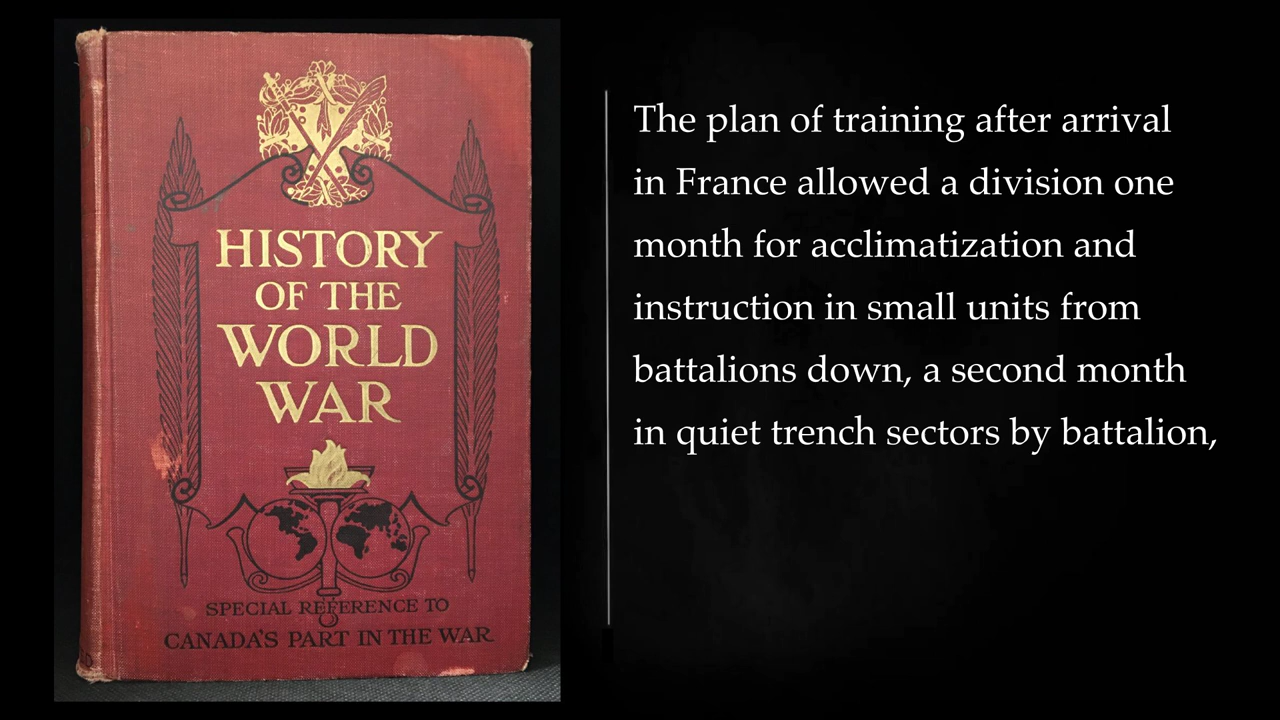 HISTORY
OF THE
WORLD
WAR
SPECIAL REFERENCE TO
CANADA'S PART IN THE WAR
The plan of training after arrival
in France allowed a division one
month for acclimatization and
instruction in small units from
battalions down, a second month
in quiet trench sectors by battalion,